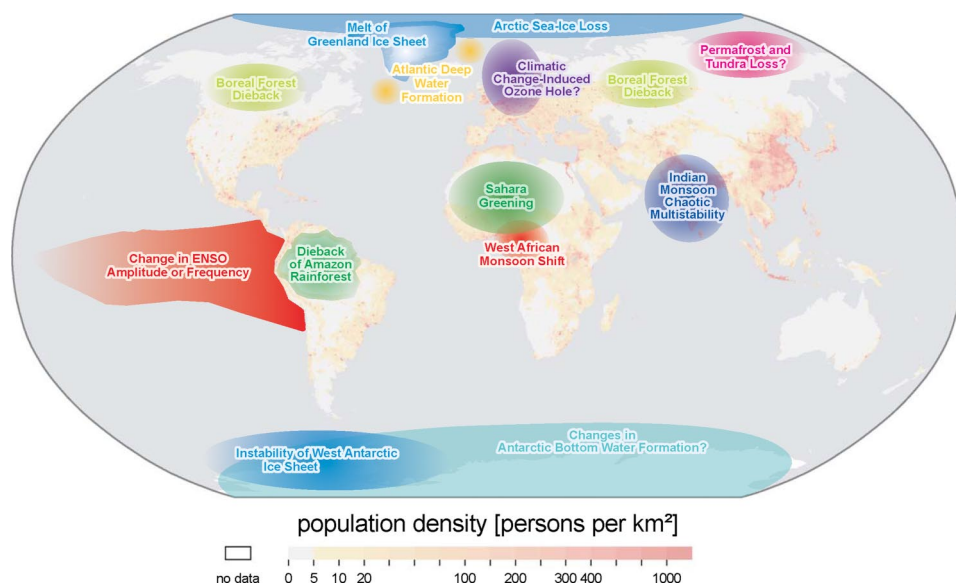 Melt of
Greenland Ice Sheet
Arctic Sea-Ice Loss
Permafrost and
Tundra Loss?
Boreal Forest
Dieback
Atlantic Deep
Water
Formation
Climatic
Change-Induced
Ozone Hole?
Boreal Forest
Dieback
Sahara
Greening
Indian
Monsoon
Chaotic
Multistability
West African
Monsoon Shift
Change in ENSO
Amplitude or Frequency
Dieback
of Amazon
Rainforest
Instability of West Antarctic
Ice Sheet
Changes in
Antarctic Bottom Water Formation?
population density [persons per km²]
no data 0 5 10 20 100 200 300 400 1000